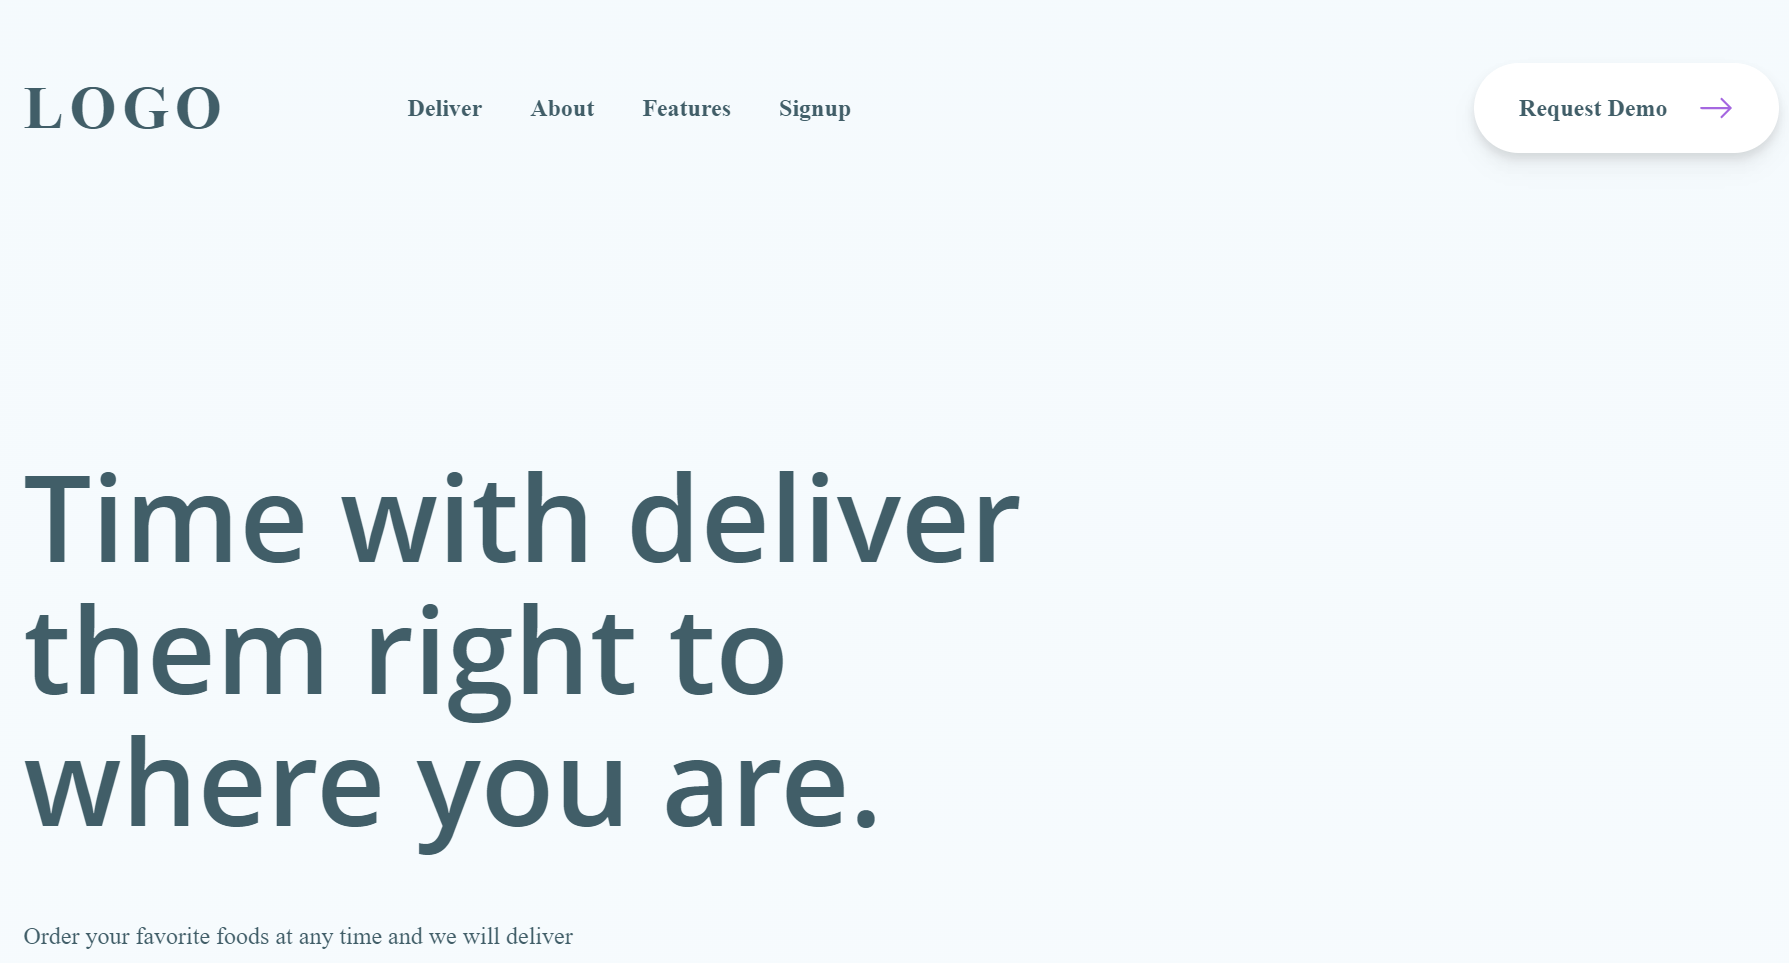 LOGO
Deliver
About
Features
Signup
Request Demo
Time with deliver
them right to
where you are.
Order your favorite foods at any time and we will deliver